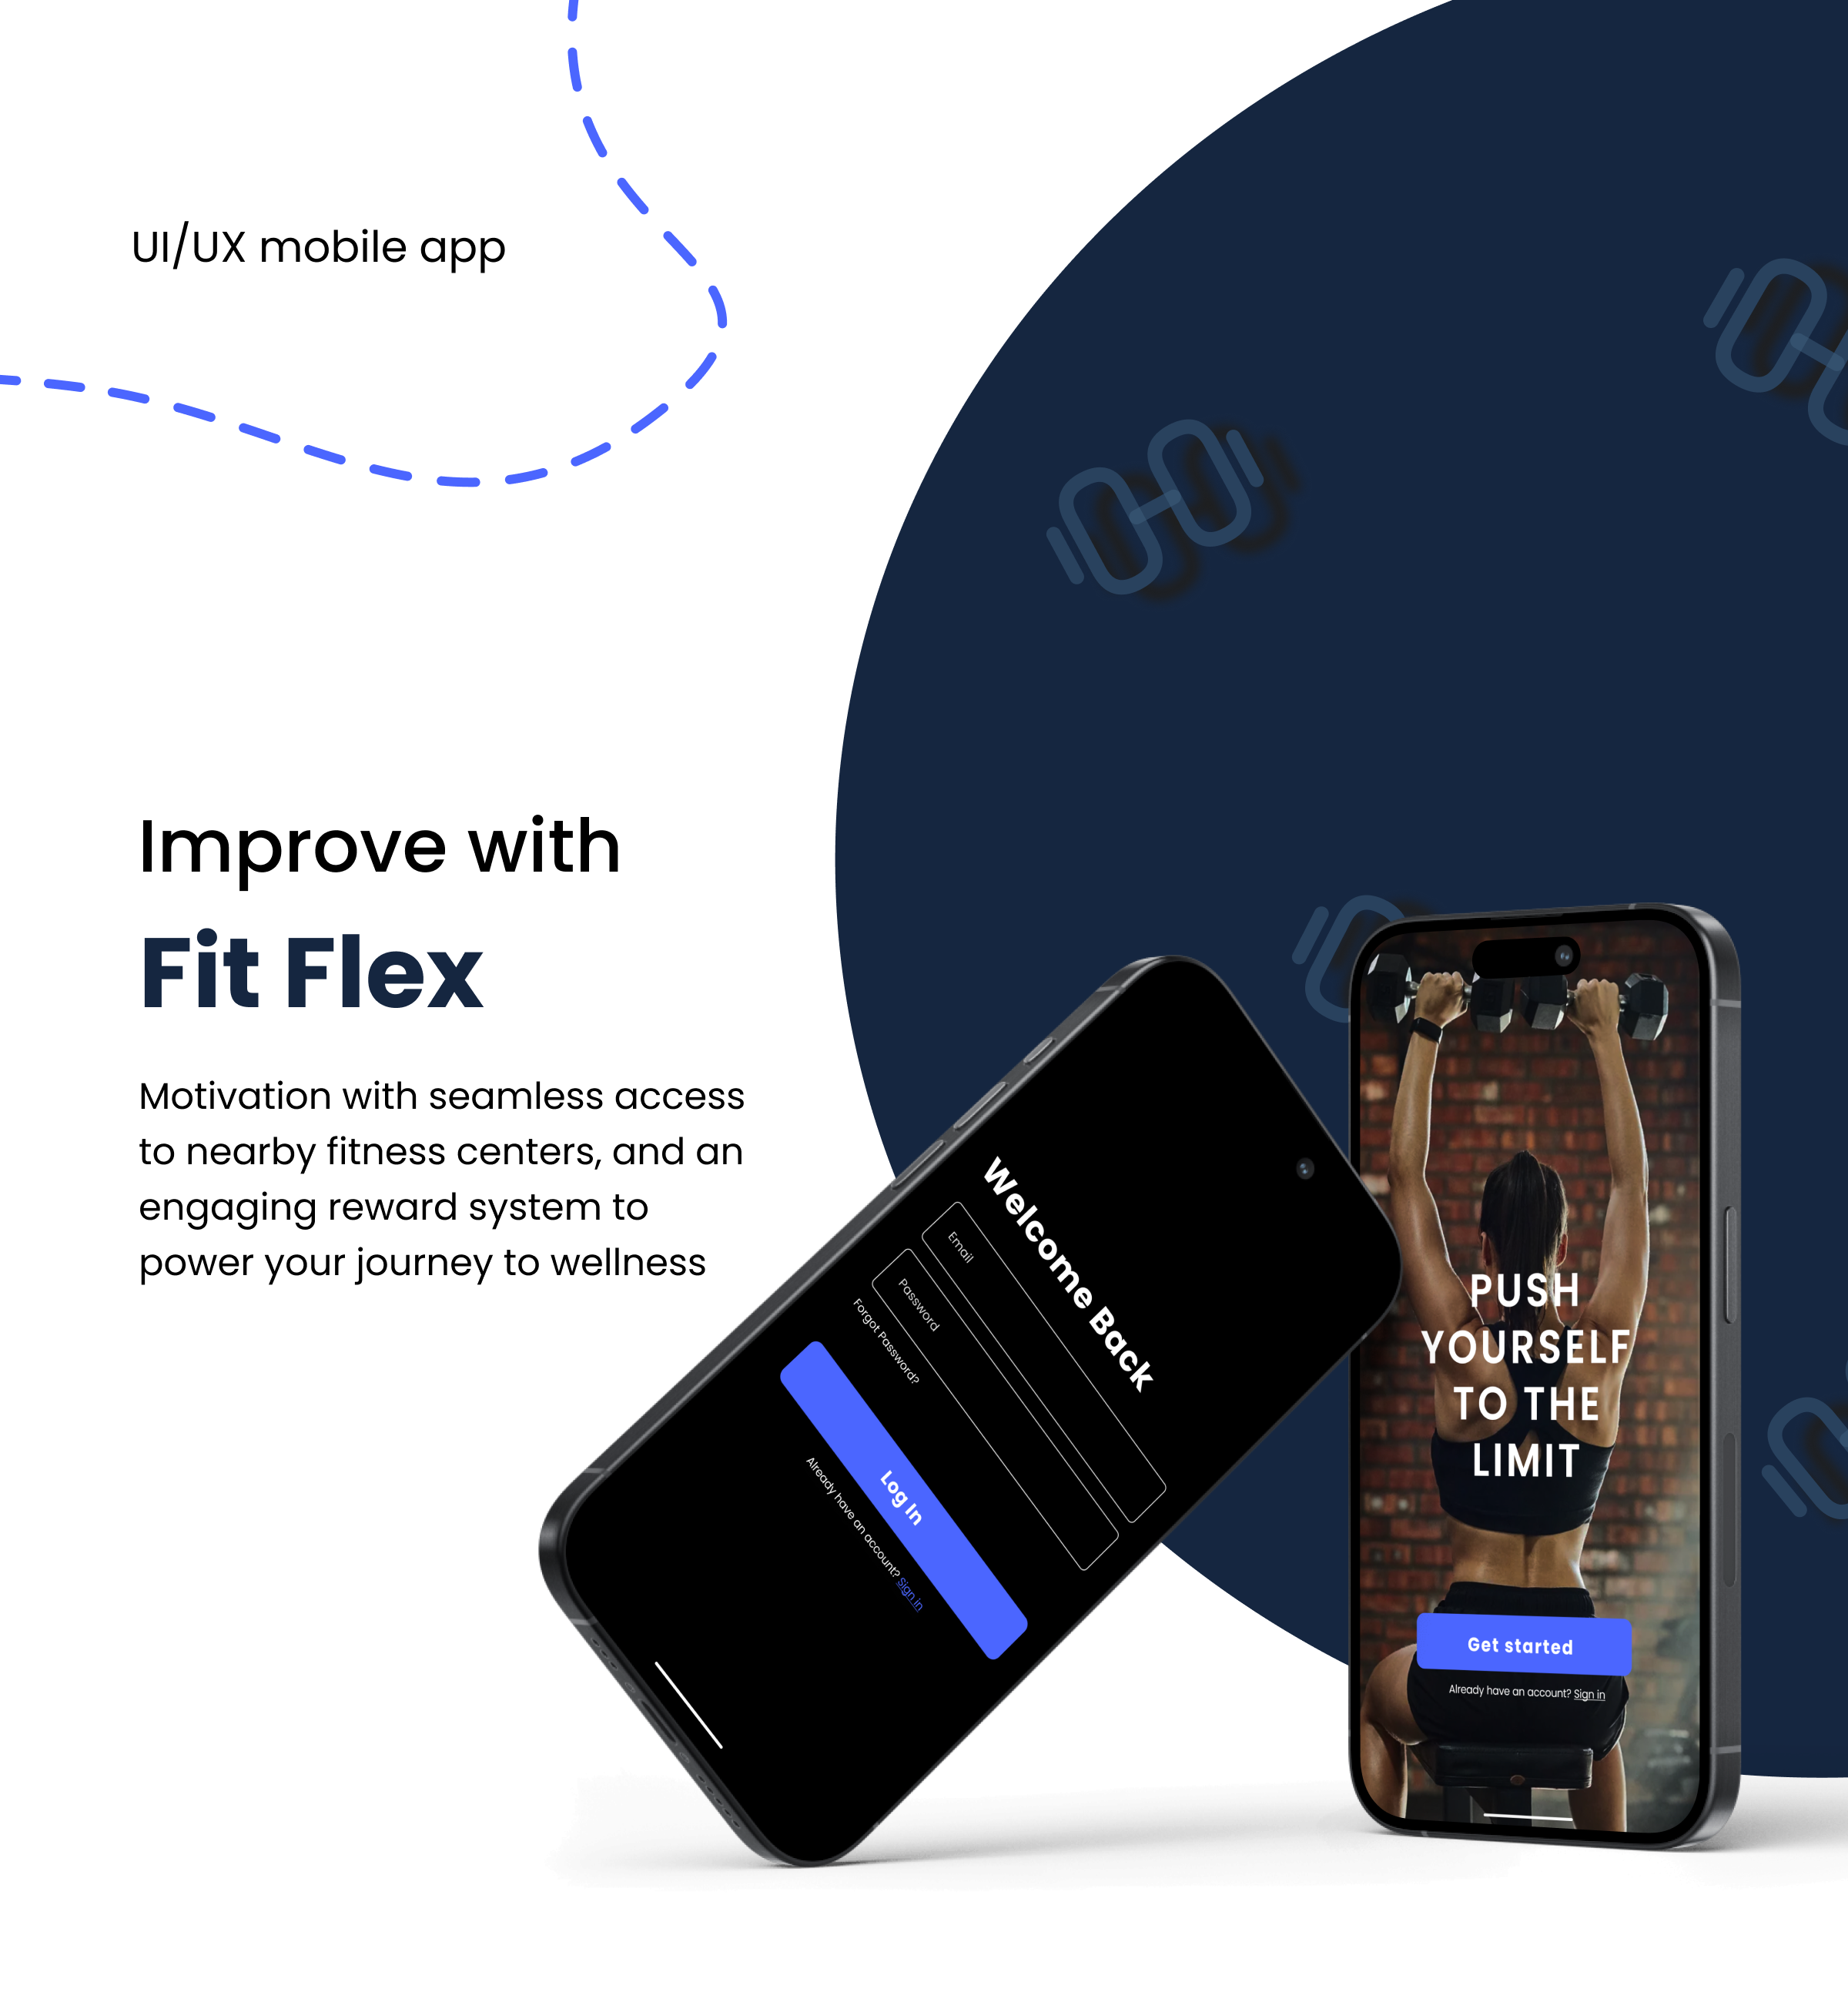 UI/UX mobile app
Improve with
Fit Flex
Motivation with seamless access
to nearby fitness centers, and an
engaging reward system to
power your journey to wellness
Welcome Back
Email
Password
Forgot Password?
Log In
Already have an account? Sign in
PUSH
YOURSELF
TO THE
LIMIT
Get started
Already have an account? Sign in